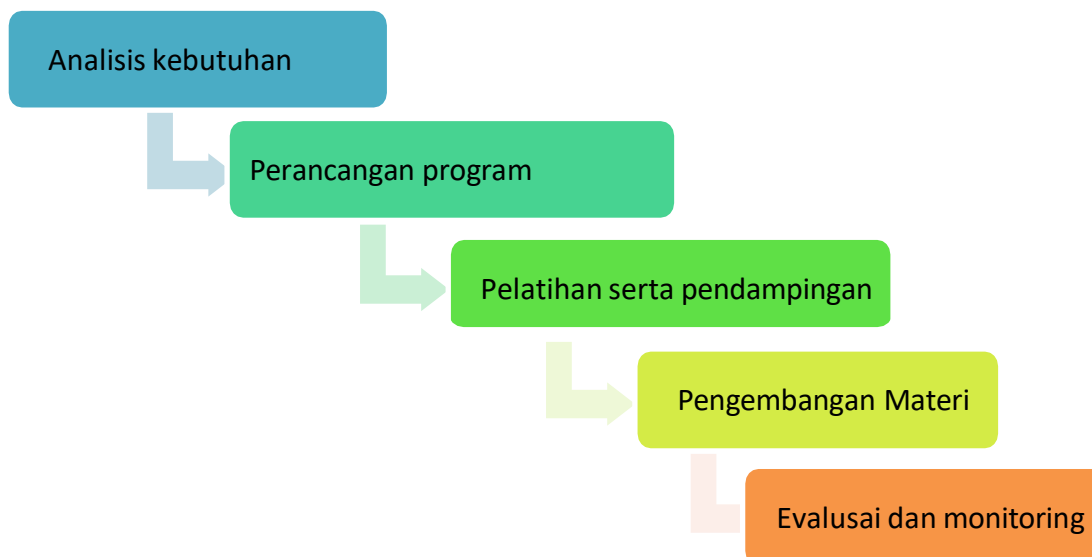 Analisis kebutuhan
Perancangan program
Pelatihan serta pendampingan
Pengembangan Materi
Evalusai dan monitoring